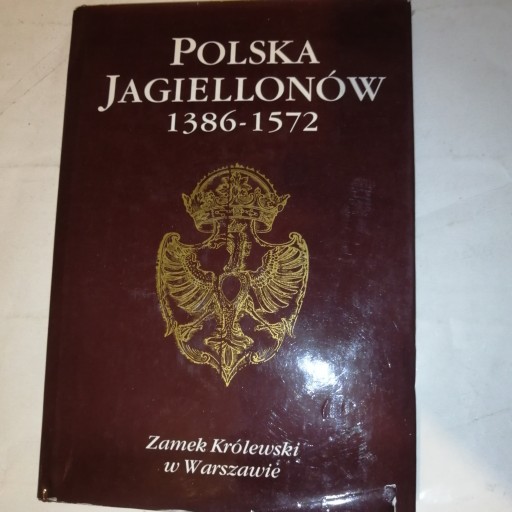 POLSKA
JAGIELLONÓW
1386-1572
Zamek Królewski
w Warszawie